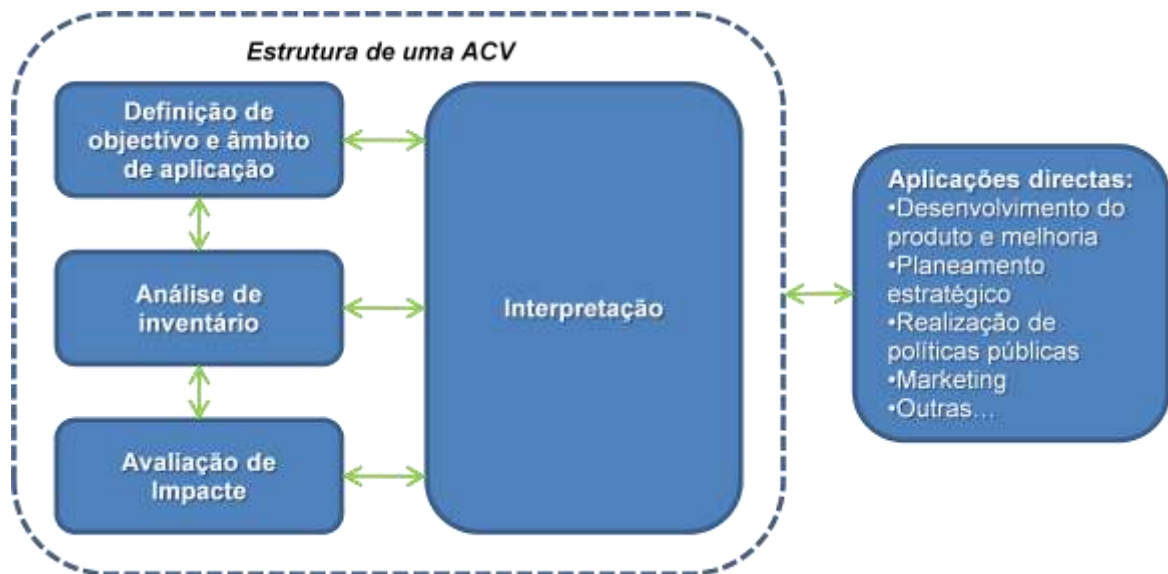 Estrutura de uma ACV
Definição de
objectivo e âmbito
de aplicação
Análise de
inventário
Avaliação de
Impacte
Interpretação
Aplicações directas:
•Desenvolvimento do
produto e melhoria
•Planeamento
estratégico
•Realização de
políticas públicas
•Marketing
•Outras…